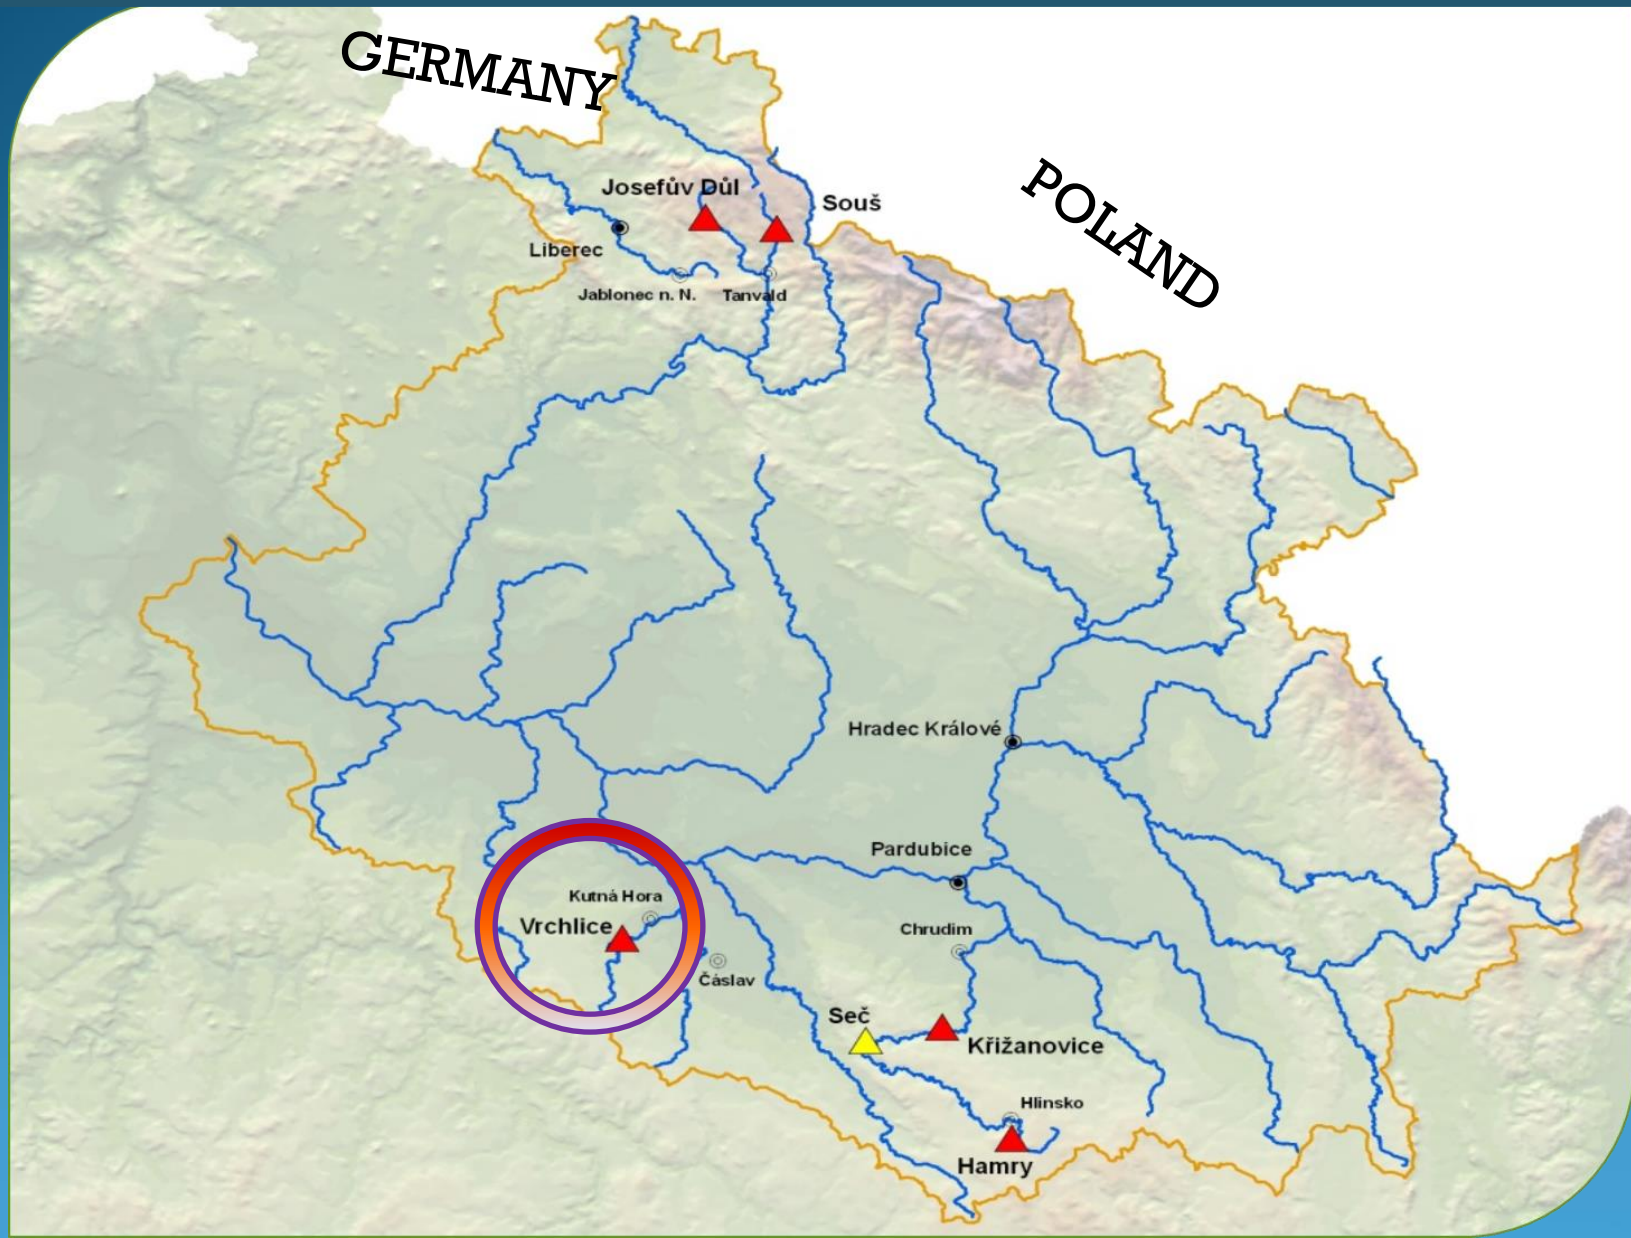 GERMANY
POLAND
Josefův Důl
Souš
Liberec
Jablonec n. N.
Tanvald
Hradec Králové
Pardubice
Kutná Hora
Vrchlice
Chrudim
Čáslav
Seč
Křižanovice
Hlinsko
Hamry